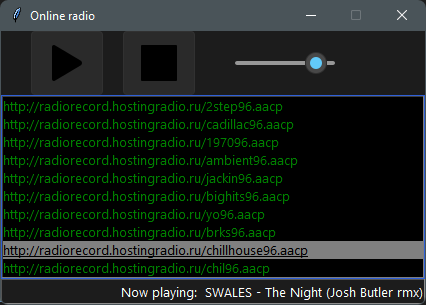 Online radio
http://radiorecord.hostingradio.ru/2step96.aacp
http://radiorecord.hostingradio.ru/cadillac96.aacp
http://radiorecord.hostingradio.ru/197096.aacp
http://radiorecord.hostingradio.ru/ambient96.aacp
http://radiorecord.hostingradio.ru/jackin96.aacp
http://radiorecord.hostingradio.ru/bighits96.aacp
http://radiorecord.hostingradio.ru/yo96.aacp
http://radiorecord.hostingradio.ru/brks96.aacp
http://radiorecord.hostingradio.ru/chillhouse96.aacp
http://radiorecord.hostingradio.ru/chil96.aacp
Now playing: SWALES - The Night (Josh Butler rmx)